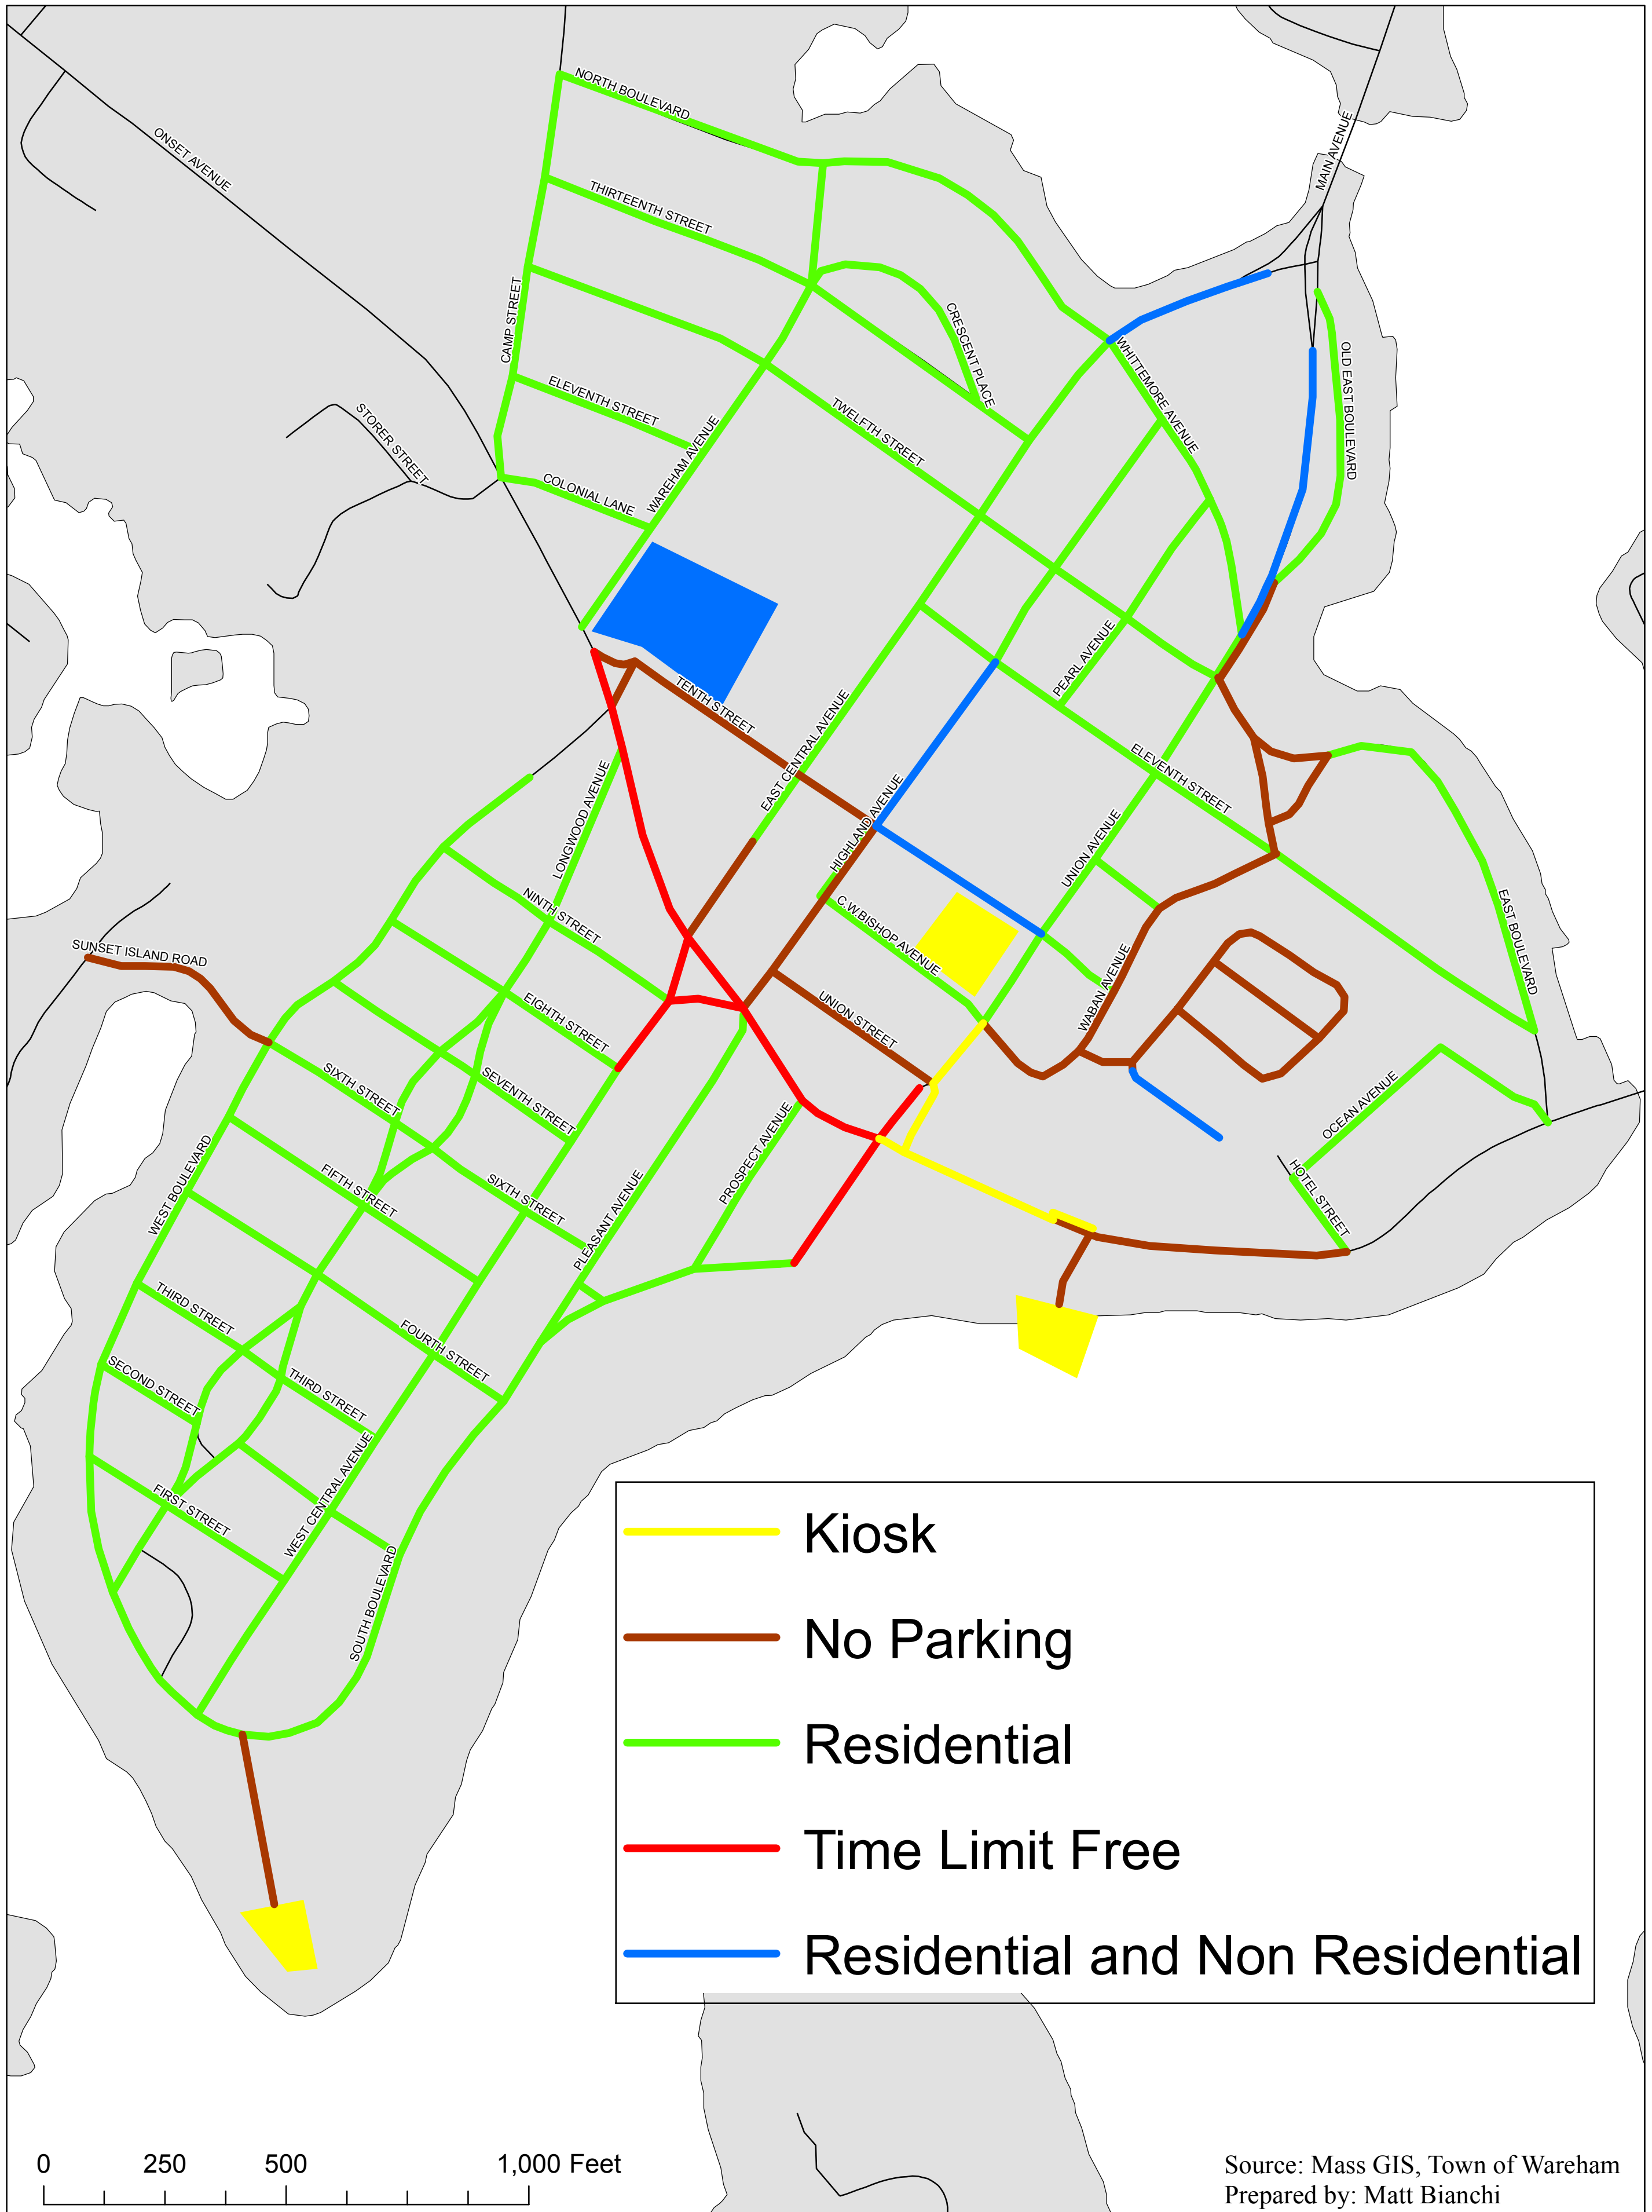 NORTH BOULEVARD
MAIN AVENUE
ONSET AVENUE
THIRTEENTH STREET
CAMP STREET
CRESCENT PLACE
WHITTEMORE AVENUE
OLD EAST BOULEVARD
ELEVENTH STREET
STORER STREET
TWELFTH STREET
WAREHAM AVENUE
COLONIAL LANE
PEARL AVENUE
TENTH STREET
EAST CENTRAL AVENUE
ELEVENTH STREET
LONGWOOD AVENUE
HIGHLAND AVENUE
UNION AVENUE
NINTH STREET
C.W.BISHOP AVENUE
EAST BOULEVARD
SUNSET ISLAND ROAD
WABAN AVENUE
EIGHTH STREET
UNION STREET
SIXTH STREET
SEVENTH STREET
OCEAN AVENUE
PROSPECT AVENUE
WEST BOULEVARD
FIFTH STREET
SIXTH STREET
PLEASANT AVENUE
HOTEL STREET
THIRD STREET
FOURTH STREET
SECOND STREET
THIRD STREET
WEST CENTRAL AVENUE
FIRST STREET
SOUTH BOULEVARD
Kiosk
No Parking
Residential
Time Limit Free
Residential and Non Residential
0 250 500 1,000 Feet
Source: Mass GIS, Town of Wareham
Prepared by: Matt Bianchi